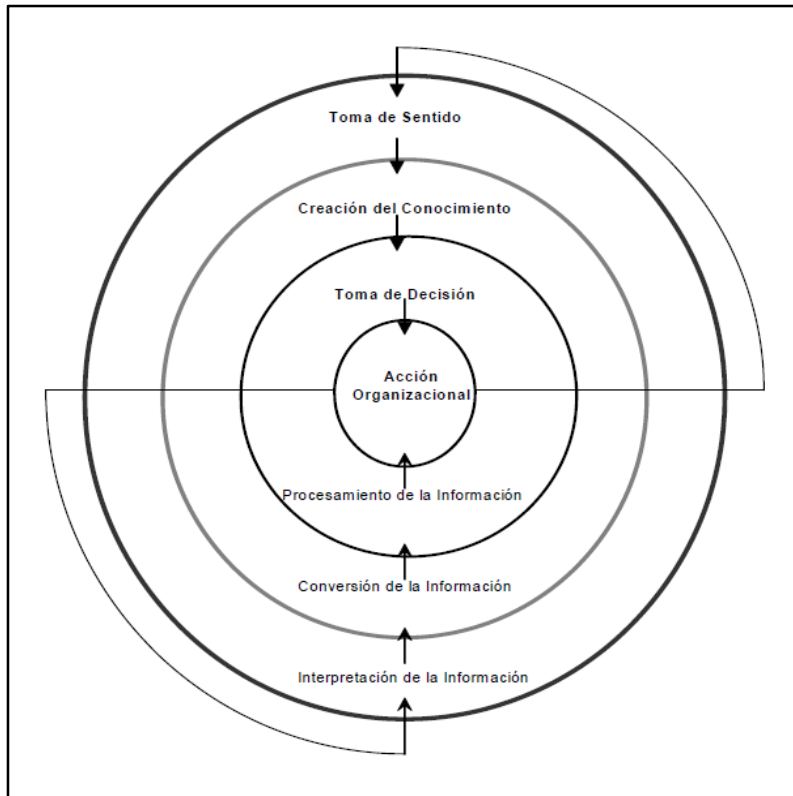 Toma de Sentido
Creación del Conocimiento
Toma de Decisión
Acción
Organizacional
Procesamiento de la Información
Conversión de la Información
Interpretación de la Información